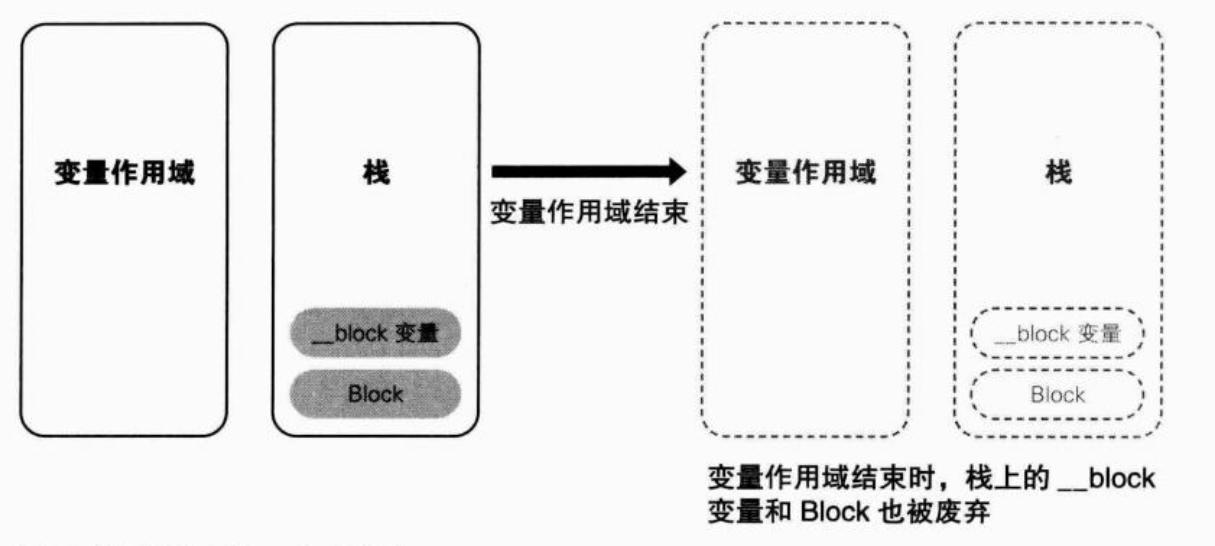 变量作用域
栈
变量作用域结束
变量作用域
栈
__block 变量
Block
__block 变量
Block
变量作用域结束时，栈上的 __block
变量和 Block 也被废弃